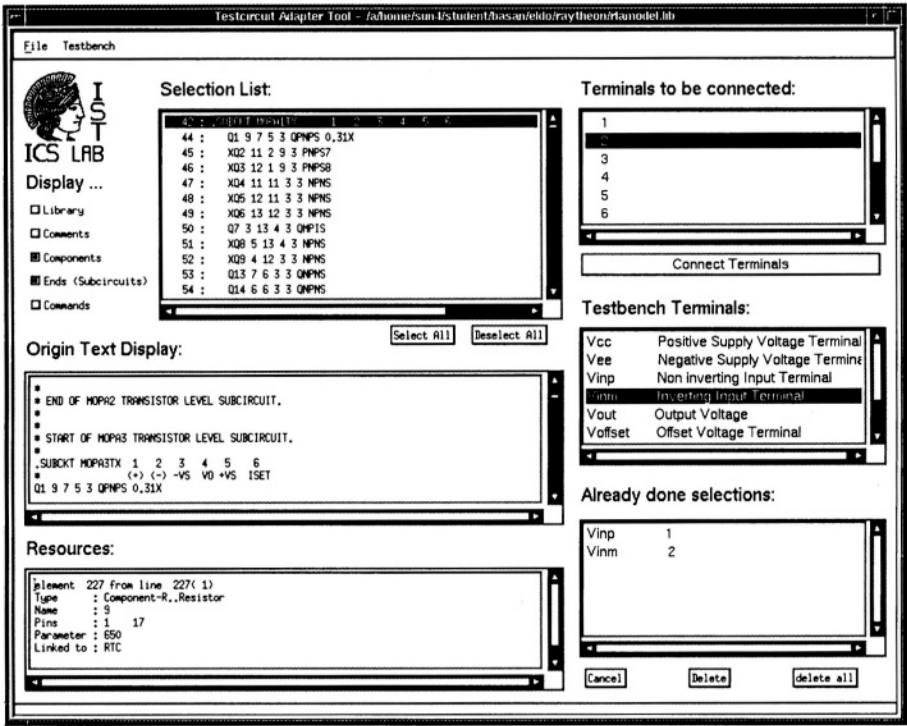 Testcircuit Adapter Tool - /a/home/sun4/student/basan/eldo/raytheon/rlamodel.lib
File Testbench
IST
ICS LAB
Display ...
Library
Comments
Components
Ends (Subcircuits)
Commands
Selection List:
42 : .SUBCKT 1 2 3 4 5 6
44 : Q1 9 7 5 3 QPNPS 0.31X
45 : XQ2 11 2 9 3 PNPS7
46 : XQ3 12 1 9 3 PNPS8
47 : XQ4 11 11 3 3 NPNS
48 : XQ5 12 11 3 3 NPNS
49 : XQ6 13 12 3 3 NPNS
50 : Q7 3 13 4 3 QMPIS
51 : XQ8 5 13 4 3 NPNS
52 : XQ9 4 12 3 3 NPNS
53 : Q13 7 6 3 3 QNPNS
54 : Q14 6 6 3 3 QNPNS
Select All Deselect All
Origin Text Display:
*
* END OF MOPA2 TRANSISTOR LEVEL SUBCIRCUIT.
*
*
* START OF MOPA3 TRANSISTOR LEVEL SUBCIRCUIT.
*
.SUBCKT MOPA3TX 1 2 3 4 5 6
* (+) (-) -VS VO +VS ISET
Q1 9 7 5 3 QPNPS 0.31X
Resources:
element 227 from line 227( 1)
Type : Component-R..Resistor
Name : 9
Pins : 1 17
Parameter : 650
Linked to : RTC
Terminals to be connected:
1
2
3
4
5
6
Connect Terminals
Testbench Terminals:
Vcc Positive Supply Voltage Terminal
Vee Negative Supply Voltage Termina
Vinp Non inverting Input Terminal
Vinm Inverting Input Terminal
Vout Output Voltage
Voffset Offset Voltage Terminal
Already done selections:
Vinp 1
Vinm 2
Cancel Delete delete all